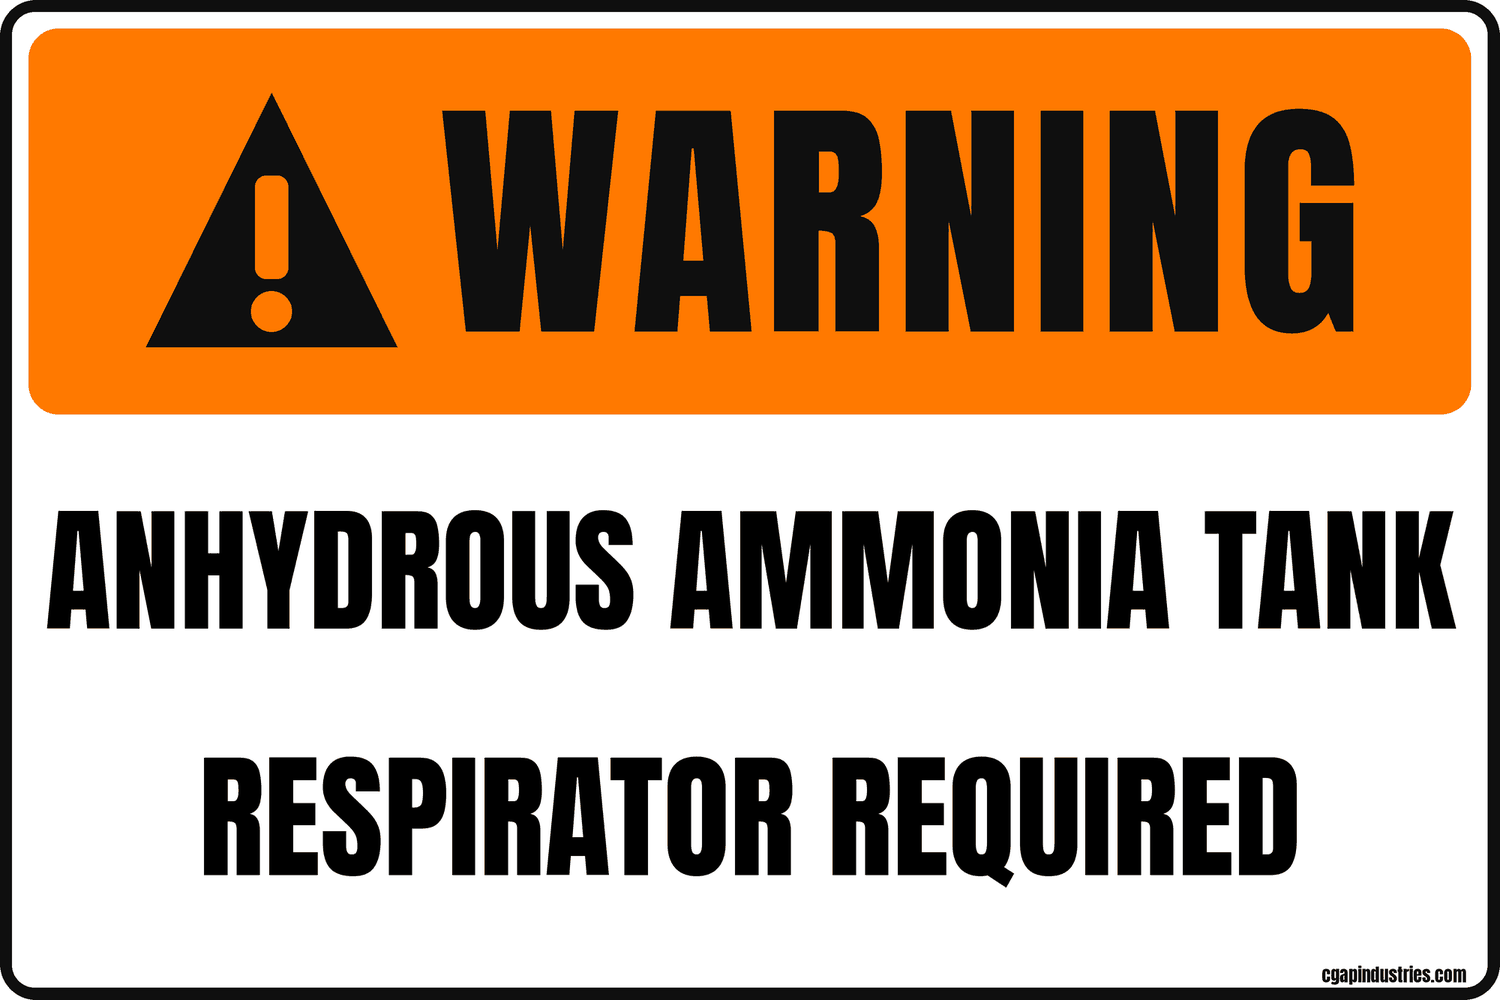 WARNING
ANHYDROUS AMMONIA TANK
RESPIRATOR REQUIRED
cgapindustries.com